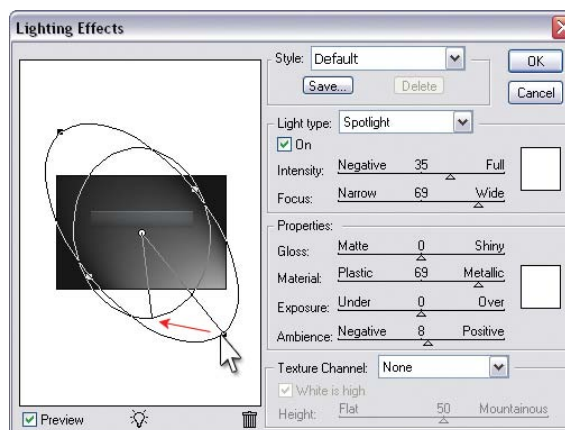 Lighting Effects
Style: Default
OK
Save... Delete
Cancel
Light type: Spotlight
On
Intensity: Negative 35 Full
Focus: Narrow 69 Wide
Properties:
Gloss: Matte 0 Shiny
Material: Plastic 69 Metallic
Exposure: Under 0 Over
Ambience: Negative 8 Positive
Texture Channel: None
White is high
Height: Flat 50 Mountainous
Preview